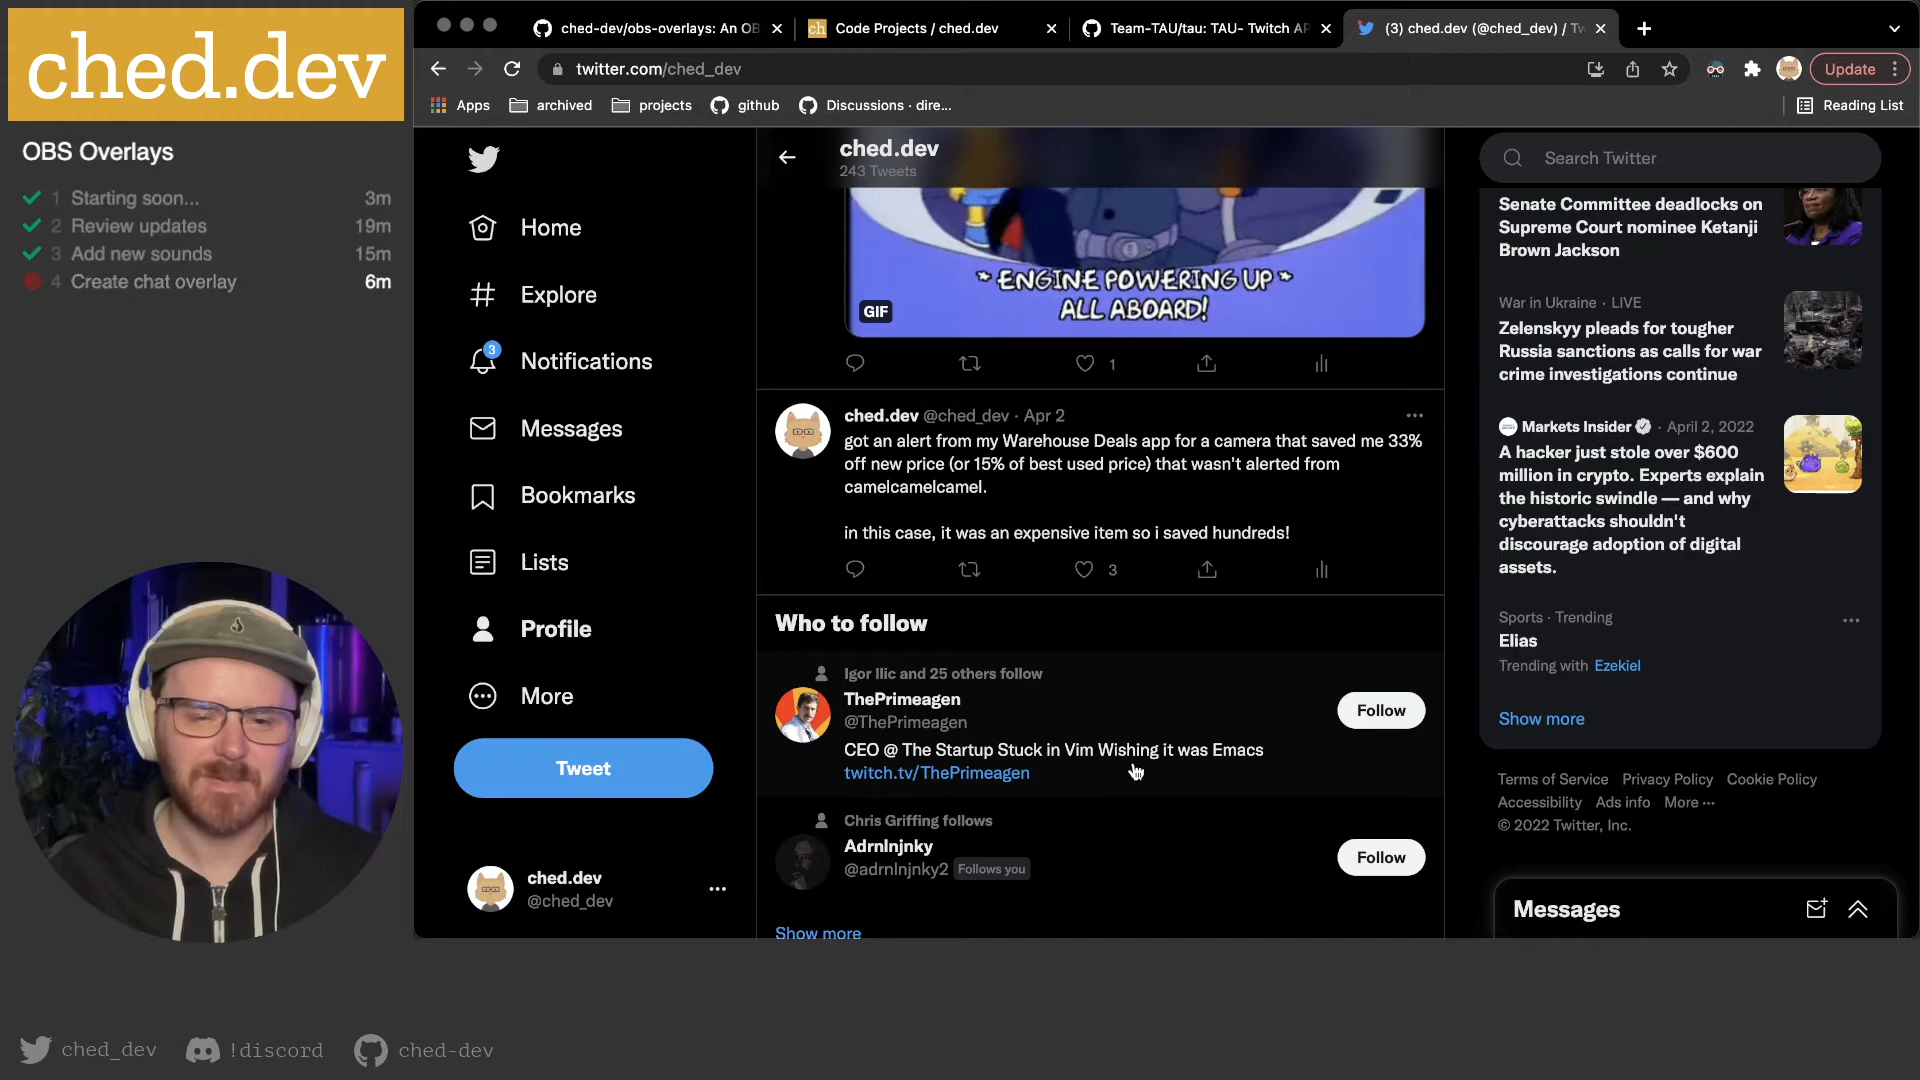 ched.dev
OBS Overlays
1 Starting soon... 3m
2 Review updates 19m
3 Add new sounds 15m
4 Create chat overlay 6m
ched-dev/obs-overlays: An OB
Code Projects / ched.dev
Team-TAU/tau: TAU- Twitch AP
(3) ched.dev (@ched_dev) / Tw
twitter.com/ched_dev
Update
Apps
archived
projects
github
Discussions · dire...
Reading List
Home
Explore
3
Notifications
Messages
Bookmarks
Lists
Profile
More
Tweet
ched.dev
@ched_dev
ched.dev
243 Tweets
* ENGINE POWERING UP *
ALL ABOARD!
GIF
1
ched.dev @ched_dev · Apr 2
got an alert from my Warehouse Deals app for a camera that saved me 33%
off new price (or 15% of best used price) that wasn't alerted from
camelcamelcamel.
in this case, it was an expensive item so i saved hundreds!
3
Who to follow
Igor Ilic and 25 others follow
ThePrimeagen
@ThePrimeagen
Follow
CEO @ The Startup Stuck in Vim Wishing it was Emacs
twitch.tv/ThePrimeagen
Chris Griffing follows
AdrnInjnky
@adrnInjnky2 Follows you
Follow
Show more
Search Twitter
Senate Committee deadlocks on
Supreme Court nominee Ketanji
Brown Jackson
War in Ukraine · LIVE
Zelenskyy pleads for tougher
Russia sanctions as calls for war
crime investigations continue
Markets Insider · April 2, 2022
A hacker just stole over $600
million in crypto. Experts explain
the historic swindle — and why
cyberattacks shouldn't
discourage adoption of digital
assets.
Sports · Trending
Elias
Trending with Ezekiel
Show more
Terms of Service Privacy Policy Cookie Policy
Accessibility Ads info More ···
© 2022 Twitter, Inc.
Messages
ched_dev
!discord
ched-dev